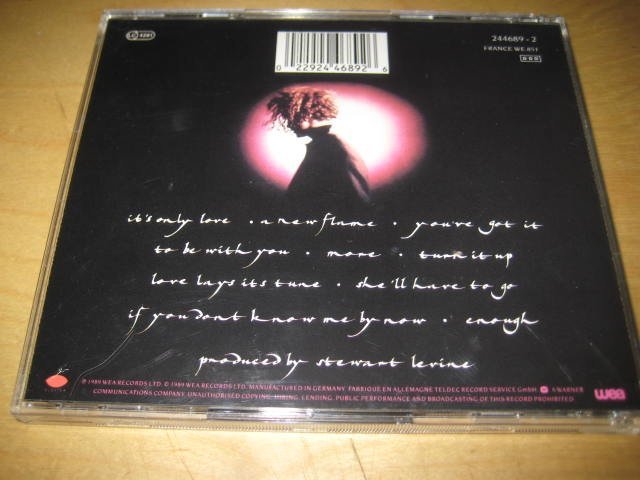 LC 4281
244689-2
FRANCE WE 851
DDD
0 22924 46892 6
it's only love · a new flame · you've got it
to be with you · more · turn it up
love lays its tune · she'll have to go
if you don't know me by now · enough
produced by stewart levine
℗ 1989 WEA RECORDS LTD. © 1989 WEA RECORDS LTD. MANUFACTURED IN GERMANY. FABRIQUE EN ALLEMAGNE TELDEC RECORD SERVICE GmbH A WARNER
COMMUNICATIONS COMPANY. UNAUTHORISED COPYING, HIRING, LENDING, PUBLIC PERFORMANCE AND BROADCASTING OF THIS RECORD PROHIBITED
wea